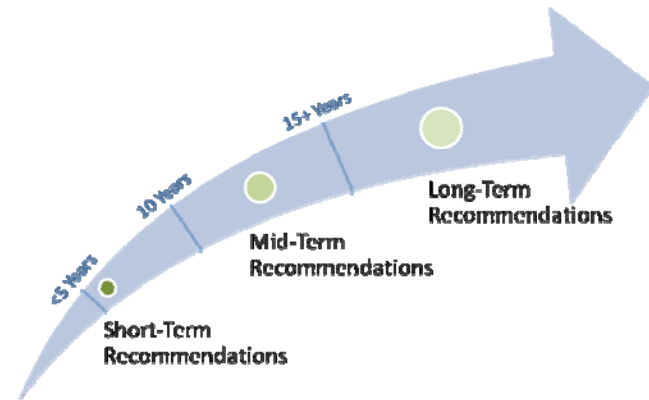 15+ Years
10 Years
<5 Years
Long-Term
Recommendations
Mid-Term
Recommendations
Short-Term
Recommendations